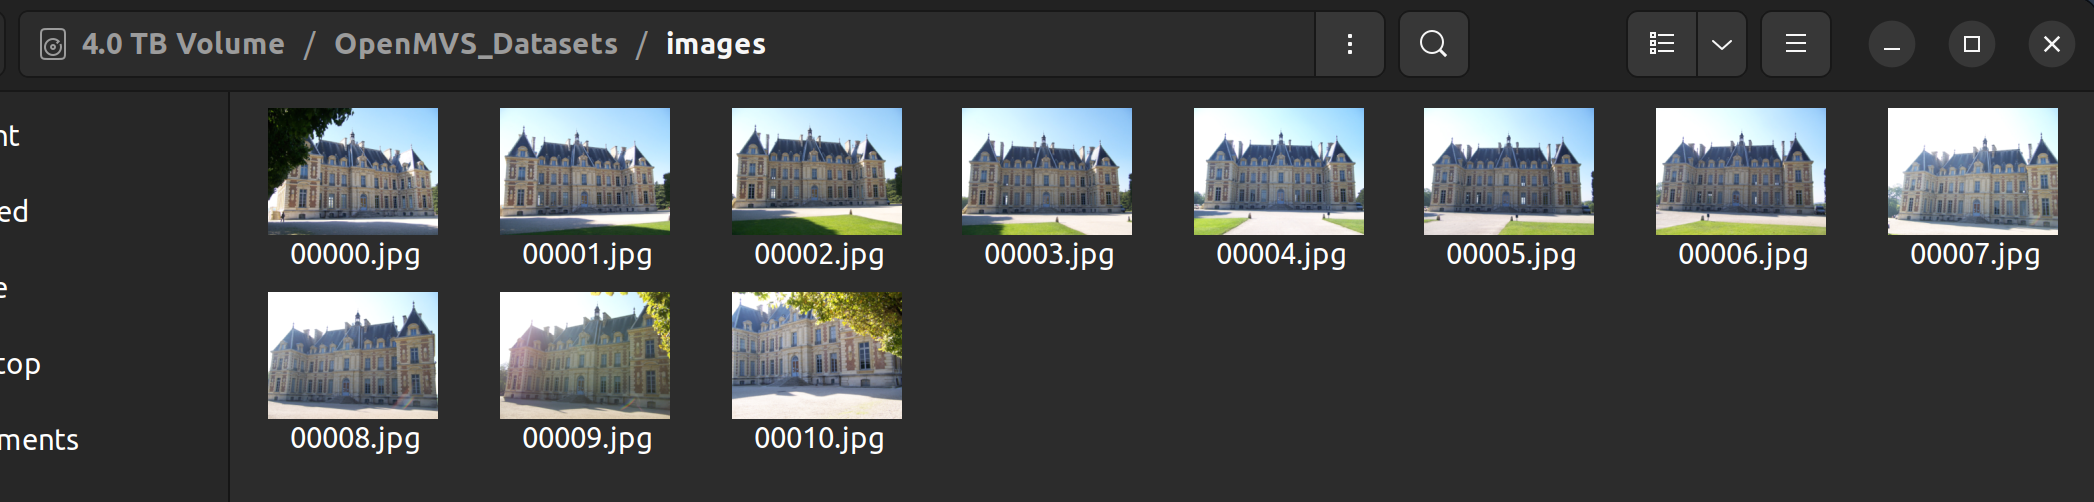 4.0 TB Volume / OpenMVS_Datasets / images
nt
ed
e
top
ments
00000.jpg 00001.jpg 00002.jpg 00003.jpg 00004.jpg 00005.jpg 00006.jpg 00007.jpg
00008.jpg 00009.jpg 00010.jpg